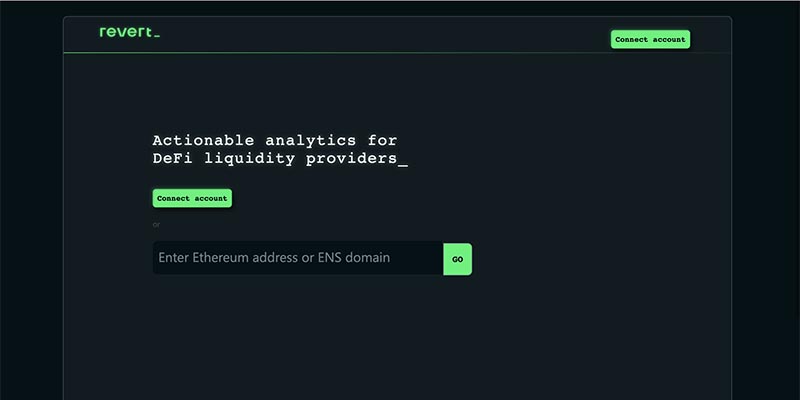 revert_
Connect account
Actionable analytics for
DeFi liquidity providers_
Connect account
or
Enter Ethereum address or ENS domain
GO